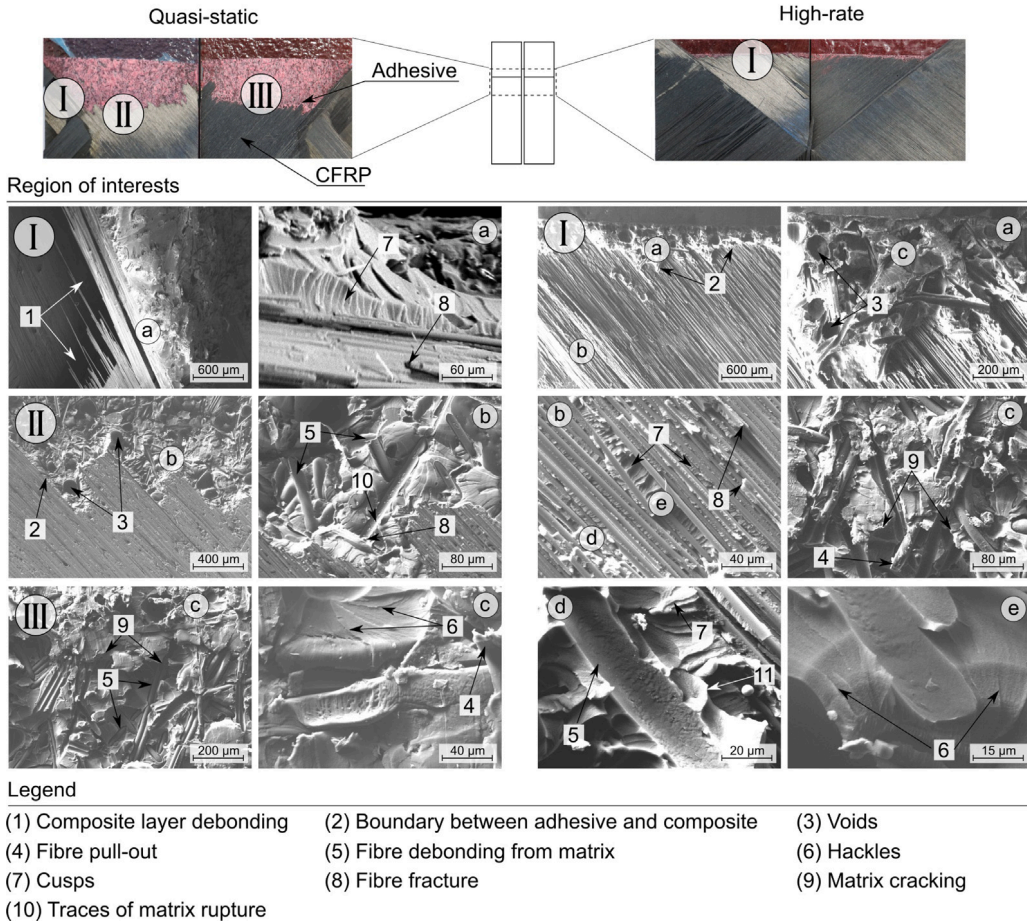 Quasi-static
High-rate
I
II
III
Adhesive
CFRP
I
Region of interests
I
1
a
600 µm
a
7
8
60 µm
I
a
2
b
600 µm
a
c
3
200 µm
II
b
2
3
400 µm
b
5
10
8
80 µm
b
7
e
8
d
40 µm
c
9
4
80 µm
III
c
9
5
200 µm
c
6
4
40 µm
d
7
11
5
20 µm
e
6
15 µm
Legend
(1) Composite layer debonding
(2) Boundary between adhesive and composite
(3) Voids
(4) Fibre pull-out
(5) Fibre debonding from matrix
(6) Hackles
(7) Cusps
(8) Fibre fracture
(9) Matrix cracking
(10) Traces of matrix rupture